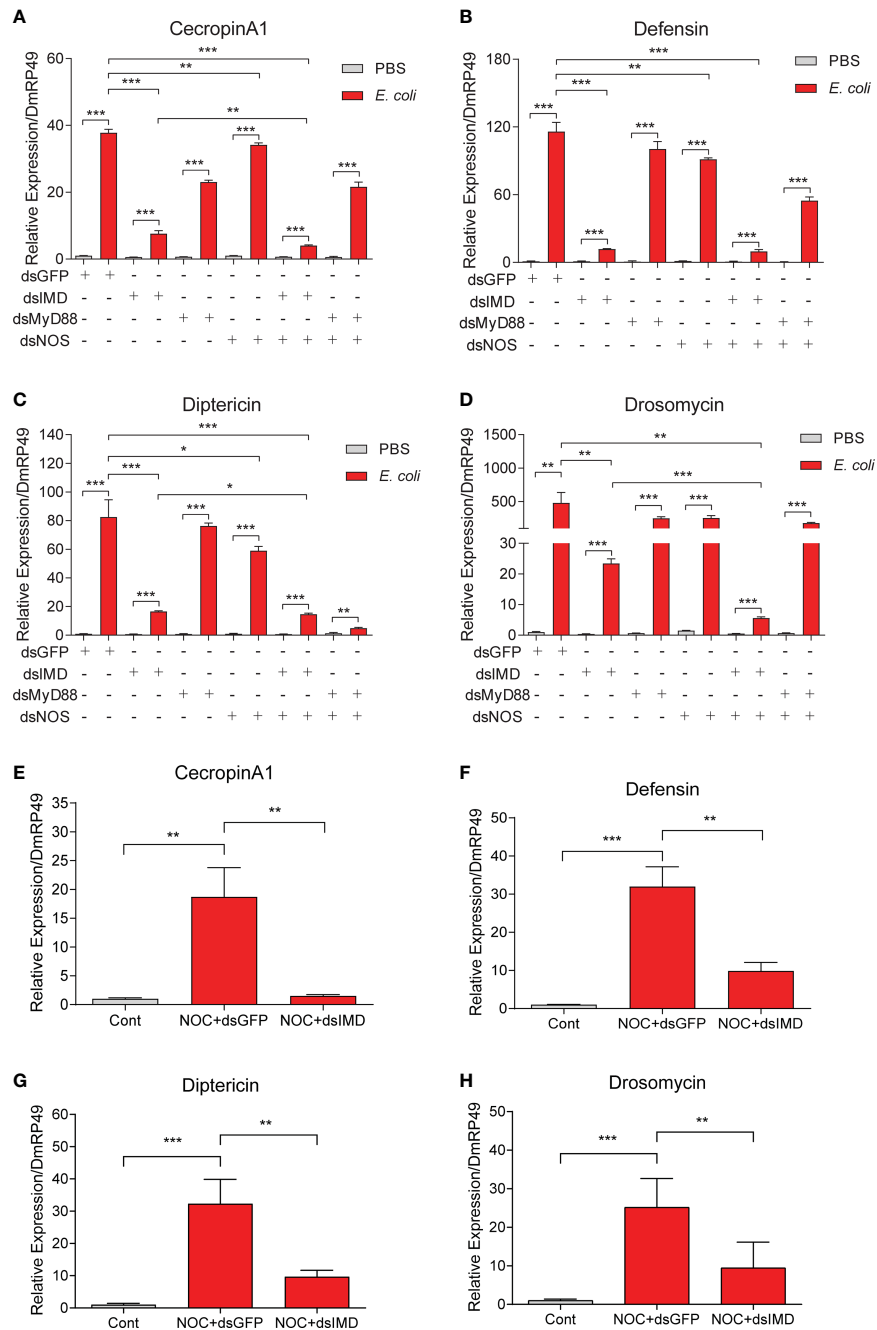 A
CecropinA1
Relative Expression/DmRP49
60
40
20
0
***
**
***
**
***
***
***
***
***
***
PBS
E. coli
dsGFP + + - - - - - - - - - -
dsIMD - - + + - - - - + + - -
dsMyD88 - - - - + + - - - - + +
dsNOS - - - - - - + + + + + +
B
Defensin
Relative Expression/DmRP49
180
120
60
0
***
**
***
***
***
***
***
***
***
PBS
E. coli
dsGFP + + - - - - - - - - - -
dsIMD - - + + - - - - + + - -
dsMyD88 - - - - + + - - - - + +
dsNOS - - - - - - + + + + + +
C
Diptericin
Relative Expression/DmRP49
140
120
100
80
60
40
20
0
***
*
***
*
***
***
***
***
***
**
PBS
E. coli
dsGFP + + - - - - - - - - - -
dsIMD - - + + - - - - + + - -
dsMyD88 - - - - + + - - - - + +
dsNOS - - - - - - + + + + + +
D
Drosomycin
Relative Expression/DmRP49
1500
1000
500
30
20
10
0
**
**
***
**
***
***
***
***
***
PBS
E. coli
dsGFP + + - - - - - - - - - -
dsIMD - - + + - - - - + + - -
dsMyD88 - - - - + + - - - - + +
dsNOS - - - - - - + + + + + +
E
CecropinA1
Relative Expression/DmRP49
35
30
25
20
15
10
5
0
**
**
Cont NOC+dsGFP NOC+dsIMD
F
Defensin
Relative Expression/DmRP49
50
40
30
20
10
0
***
**
Cont NOC+dsGFP NOC+dsIMD
G
Diptericin
Relative Expression/DmRP49
60
50
40
30
20
10
0
***
**
Cont NOC+dsGFP NOC+dsIMD
H
Drosomycin
Relative Expression/DmRP49
50
40
30
20
10
0
***
**
Cont NOC+dsGFP NOC+dsIMD